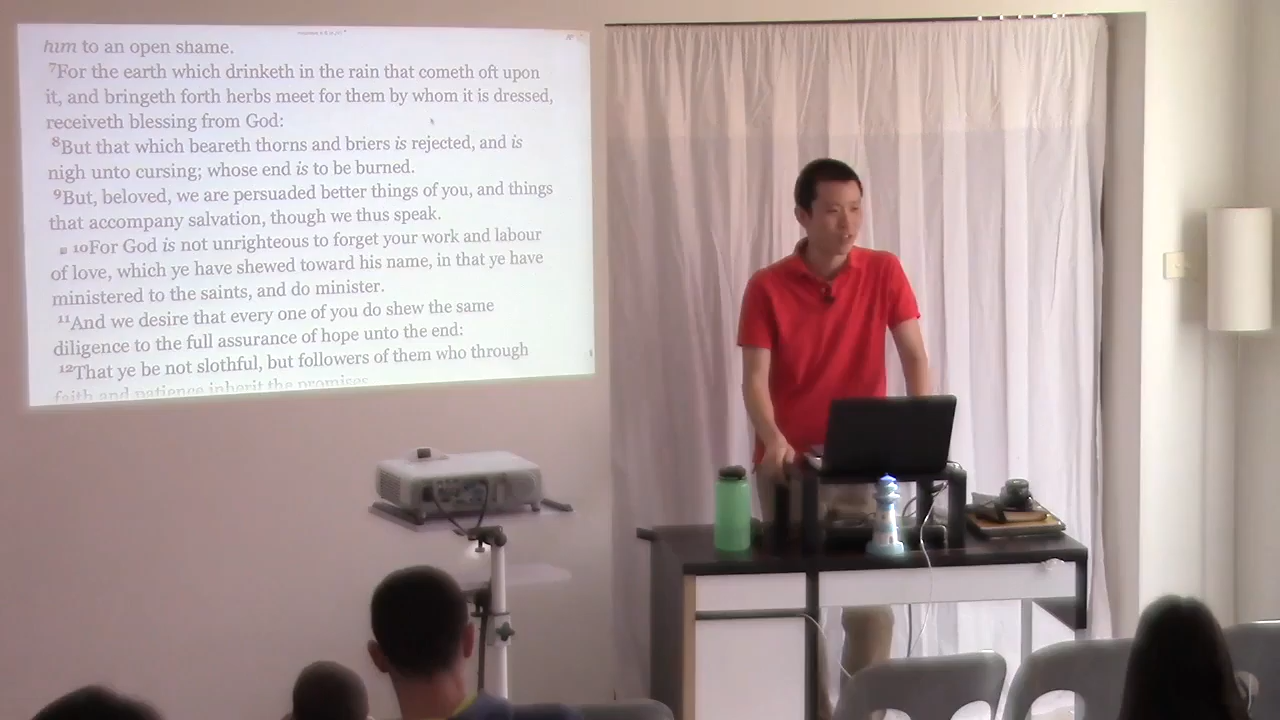 him to an open shame.
7For the earth which drinketh in the rain that cometh oft upon
it, and bringeth forth herbs meet for them by whom it is dressed,
receiveth blessing from God:
8But that which beareth thorns and briers is rejected, and is
nigh unto cursing; whose end is to be burned.
9But, beloved, we are persuaded better things of you, and things
that accompany salvation, though we thus speak.
10For God is not unrighteous to forget your work and labour
of love, which ye have shewed toward his name, in that ye have
ministered to the saints, and do minister.
11And we desire that every one of you do shew the same
diligence to the full assurance of hope unto the end:
12That ye be not slothful, but followers of them who through
faith and patience inherit the promises